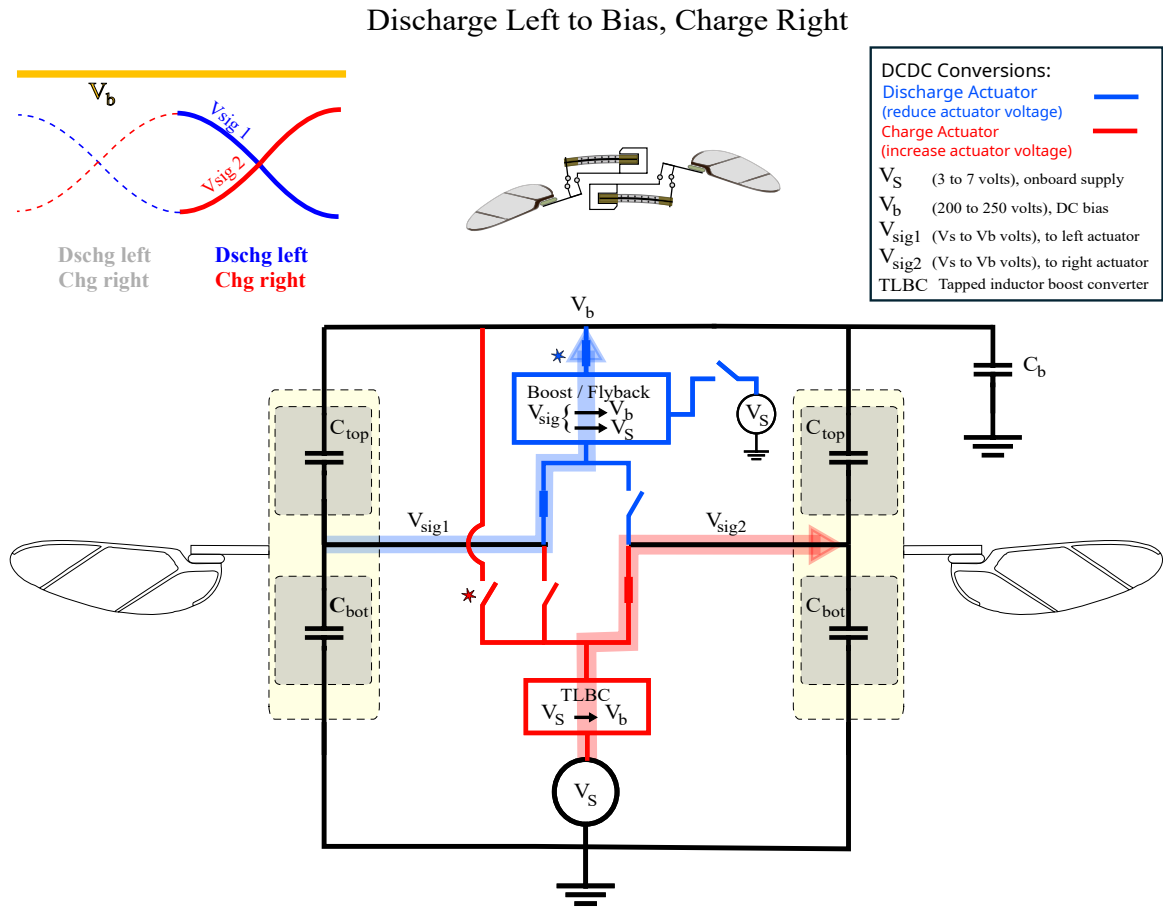 Discharge Left to Bias, Charge Right
Vb
Vsig 1
Vsig 2
Dschg left
Chg right
Dschg left
Chg right
DCDC Conversions:
Discharge Actuator
(reduce actuator voltage)
Charge Actuator
(increase actuator voltage)
VS (3 to 7 volts), onboard supply
Vb (200 to 250 volts), DC bias
Vsig1 (Vs to Vb volts), to left actuator
Vsig2 (Vs to Vb volts), to right actuator
TLBC Tapped inductor boost converter
Vb
Cb
Boost / Flyback
Vsig { → Vb
→ VS
VS
Ctop
Ctop
Vsig1
Vsig2
Cbot
Cbot
TLBC
VS → Vb
VS